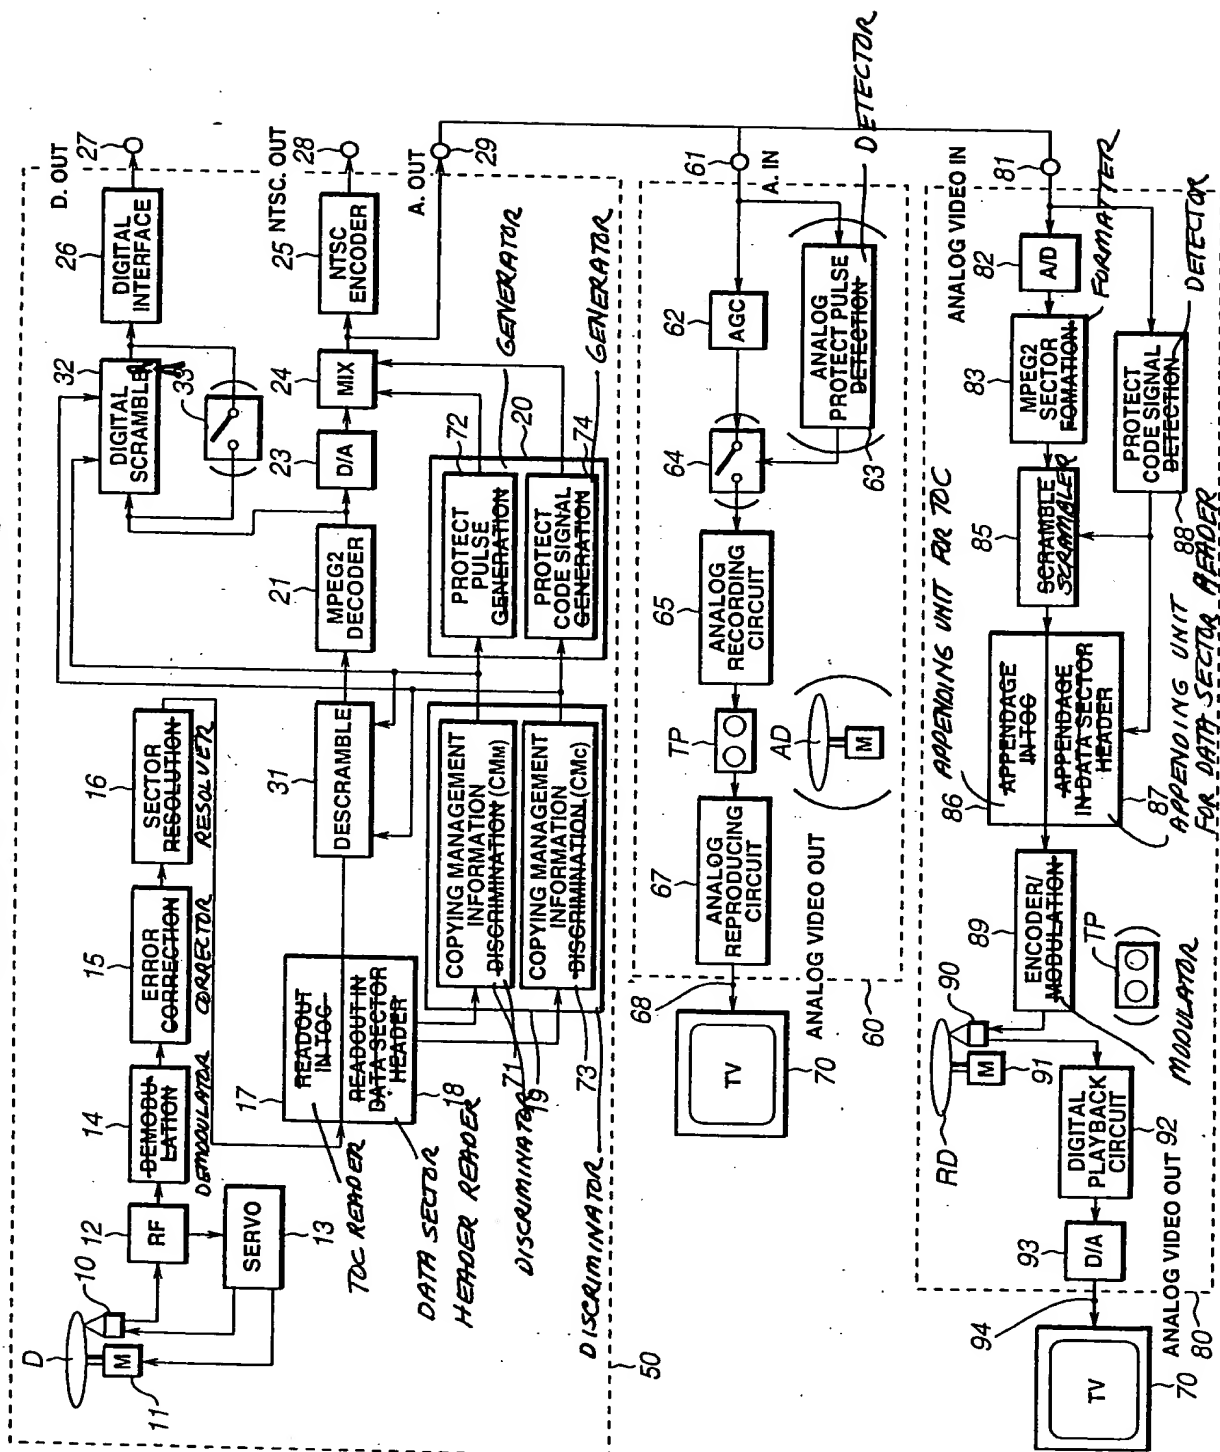 D
10
M
11
12
RF
SERVO
13
14
DEMODU-
LATION
DEMODULATOR
15
ERROR
CORRECTION
CORRECTOR
16
SECTOR
RESOLUTION
RESOLVER
17
READOUT
IN TOC
READOUT IN
DATA SECTOR
HEADER
18
TOC READER
DATA SECTOR
HEADER READER
31
DESCRAMBLE
COPYING MANAGEMENT
INFORMATION
DISCRIMINATION (CMM)
COPYING MANAGEMENT
INFORMATION
DISCRIMINATION (CMC)
71
19
73
DISCRIMINATOR
DISCRIMINATOR
21
MPEG2
DECODER
23
D/A
24
MIX
25
NTSC
ENCODER
NTSC. OUT
28
32
DIGITAL
SCRAMBLER
33
26
DIGITAL
INTERFACE
D. OUT
27
72
PROTECT
PULSE
GENERATION
GENERATOR
20
PROTECT
CODE SIGNAL
GENERATION
74
GENERATOR
A. OUT
29
50
61
A. IN
62
AGC
ANALOG
PROTECT PULSE
DETECTION
63
DETECTOR
64
65
ANALOG
RECORDING
CIRCUIT
TP
AD
M
67
ANALOG
REPRODUCING
CIRCUIT
68
ANALOG VIDEO OUT
TV
70
60
ANALOG VIDEO IN
81
82
A/D
83
MPEG2
SECTOR
FOMATION
FORMATTER
85
SCRAMBLE
SCRAMBLER
PROTECT
CODE SIGNAL
DETECTION
88
DETECTOR
86
APPENDAGE
IN TOC
APPENDAGE
IN DATA SECTOR
HEADER
87
APPENDING UNIT FOR TOC
APPENDING UNIT
FOR DATA SECTOR READER
89
ENCODER/
MODULATION
MODULATOR
TP
90
RD
M
91
DIGITAL
PLAYBACK
CIRCUIT
92
93
D/A
94
ANALOG VIDEO OUT
TV
70
80